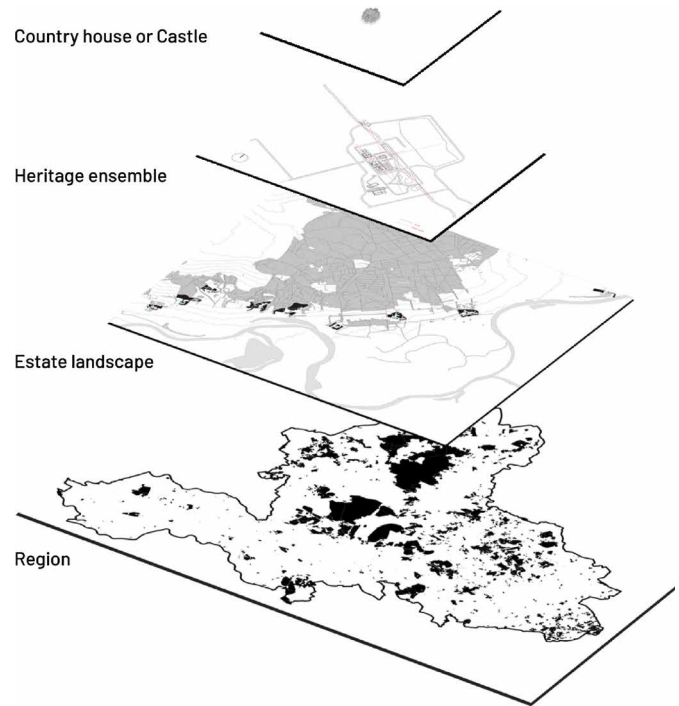 Country house or Castle
Heritage ensemble
Estate landscape
Region